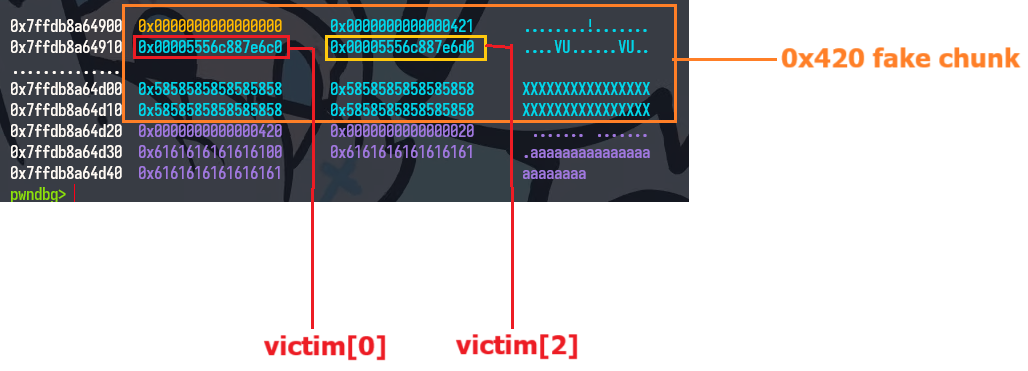 0x7ffdb8a64900 0x0000000000000000 0x0000000000000421 ........!.......
0x7ffdb8a64910 0x00005556c887e6c0 0x00005556c887e6d0 ....VU......VU..
..............
0x7ffdb8a64d00 0x5858585858585858 0x5858585858585858 XXXXXXXXXXXXXXXX
0x7ffdb8a64d10 0x5858585858585858 0x5858585858585858 XXXXXXXXXXXXXXXX
0x7ffdb8a64d20 0x0000000000000420 0x0000000000000020 ....... .......
0x7ffdb8a64d30 0x6161616161616100 0x6161616161616161 .aaaaaaaaaaaaaaa
0x7ffdb8a64d40 0x6161616161616161 aaaaaaaa
pwndbg>
0x420 fake chunk
victim[0] victim[2]